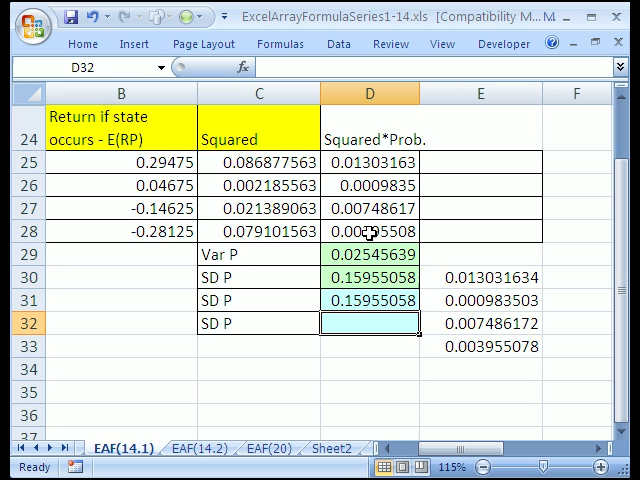 ExcelArrayFormulaSeries1-14.xls [Compatibility M... M...
Home Insert Page Layout Formulas Data Review View Developer
D32 fx
B C D E F
24 Return if state occurs - E(RP) Squared Squared*Prob.
25 0.29475 0.086877563 0.01303163
26 0.04675 0.002185563 0.0009835
27 -0.14625 0.021389063 0.00748617
28 -0.28125 0.079101563
29 Var P 0.02545639
30 SD P 0.15955058 0.013031634
31 SD P 0.15955058 0.000983503
32 SD P 0.007486172
33 0.003955078
34
35
36
37
EAF(14.1) EAF(14.2) EAF(20) Sheet2
Ready 115%